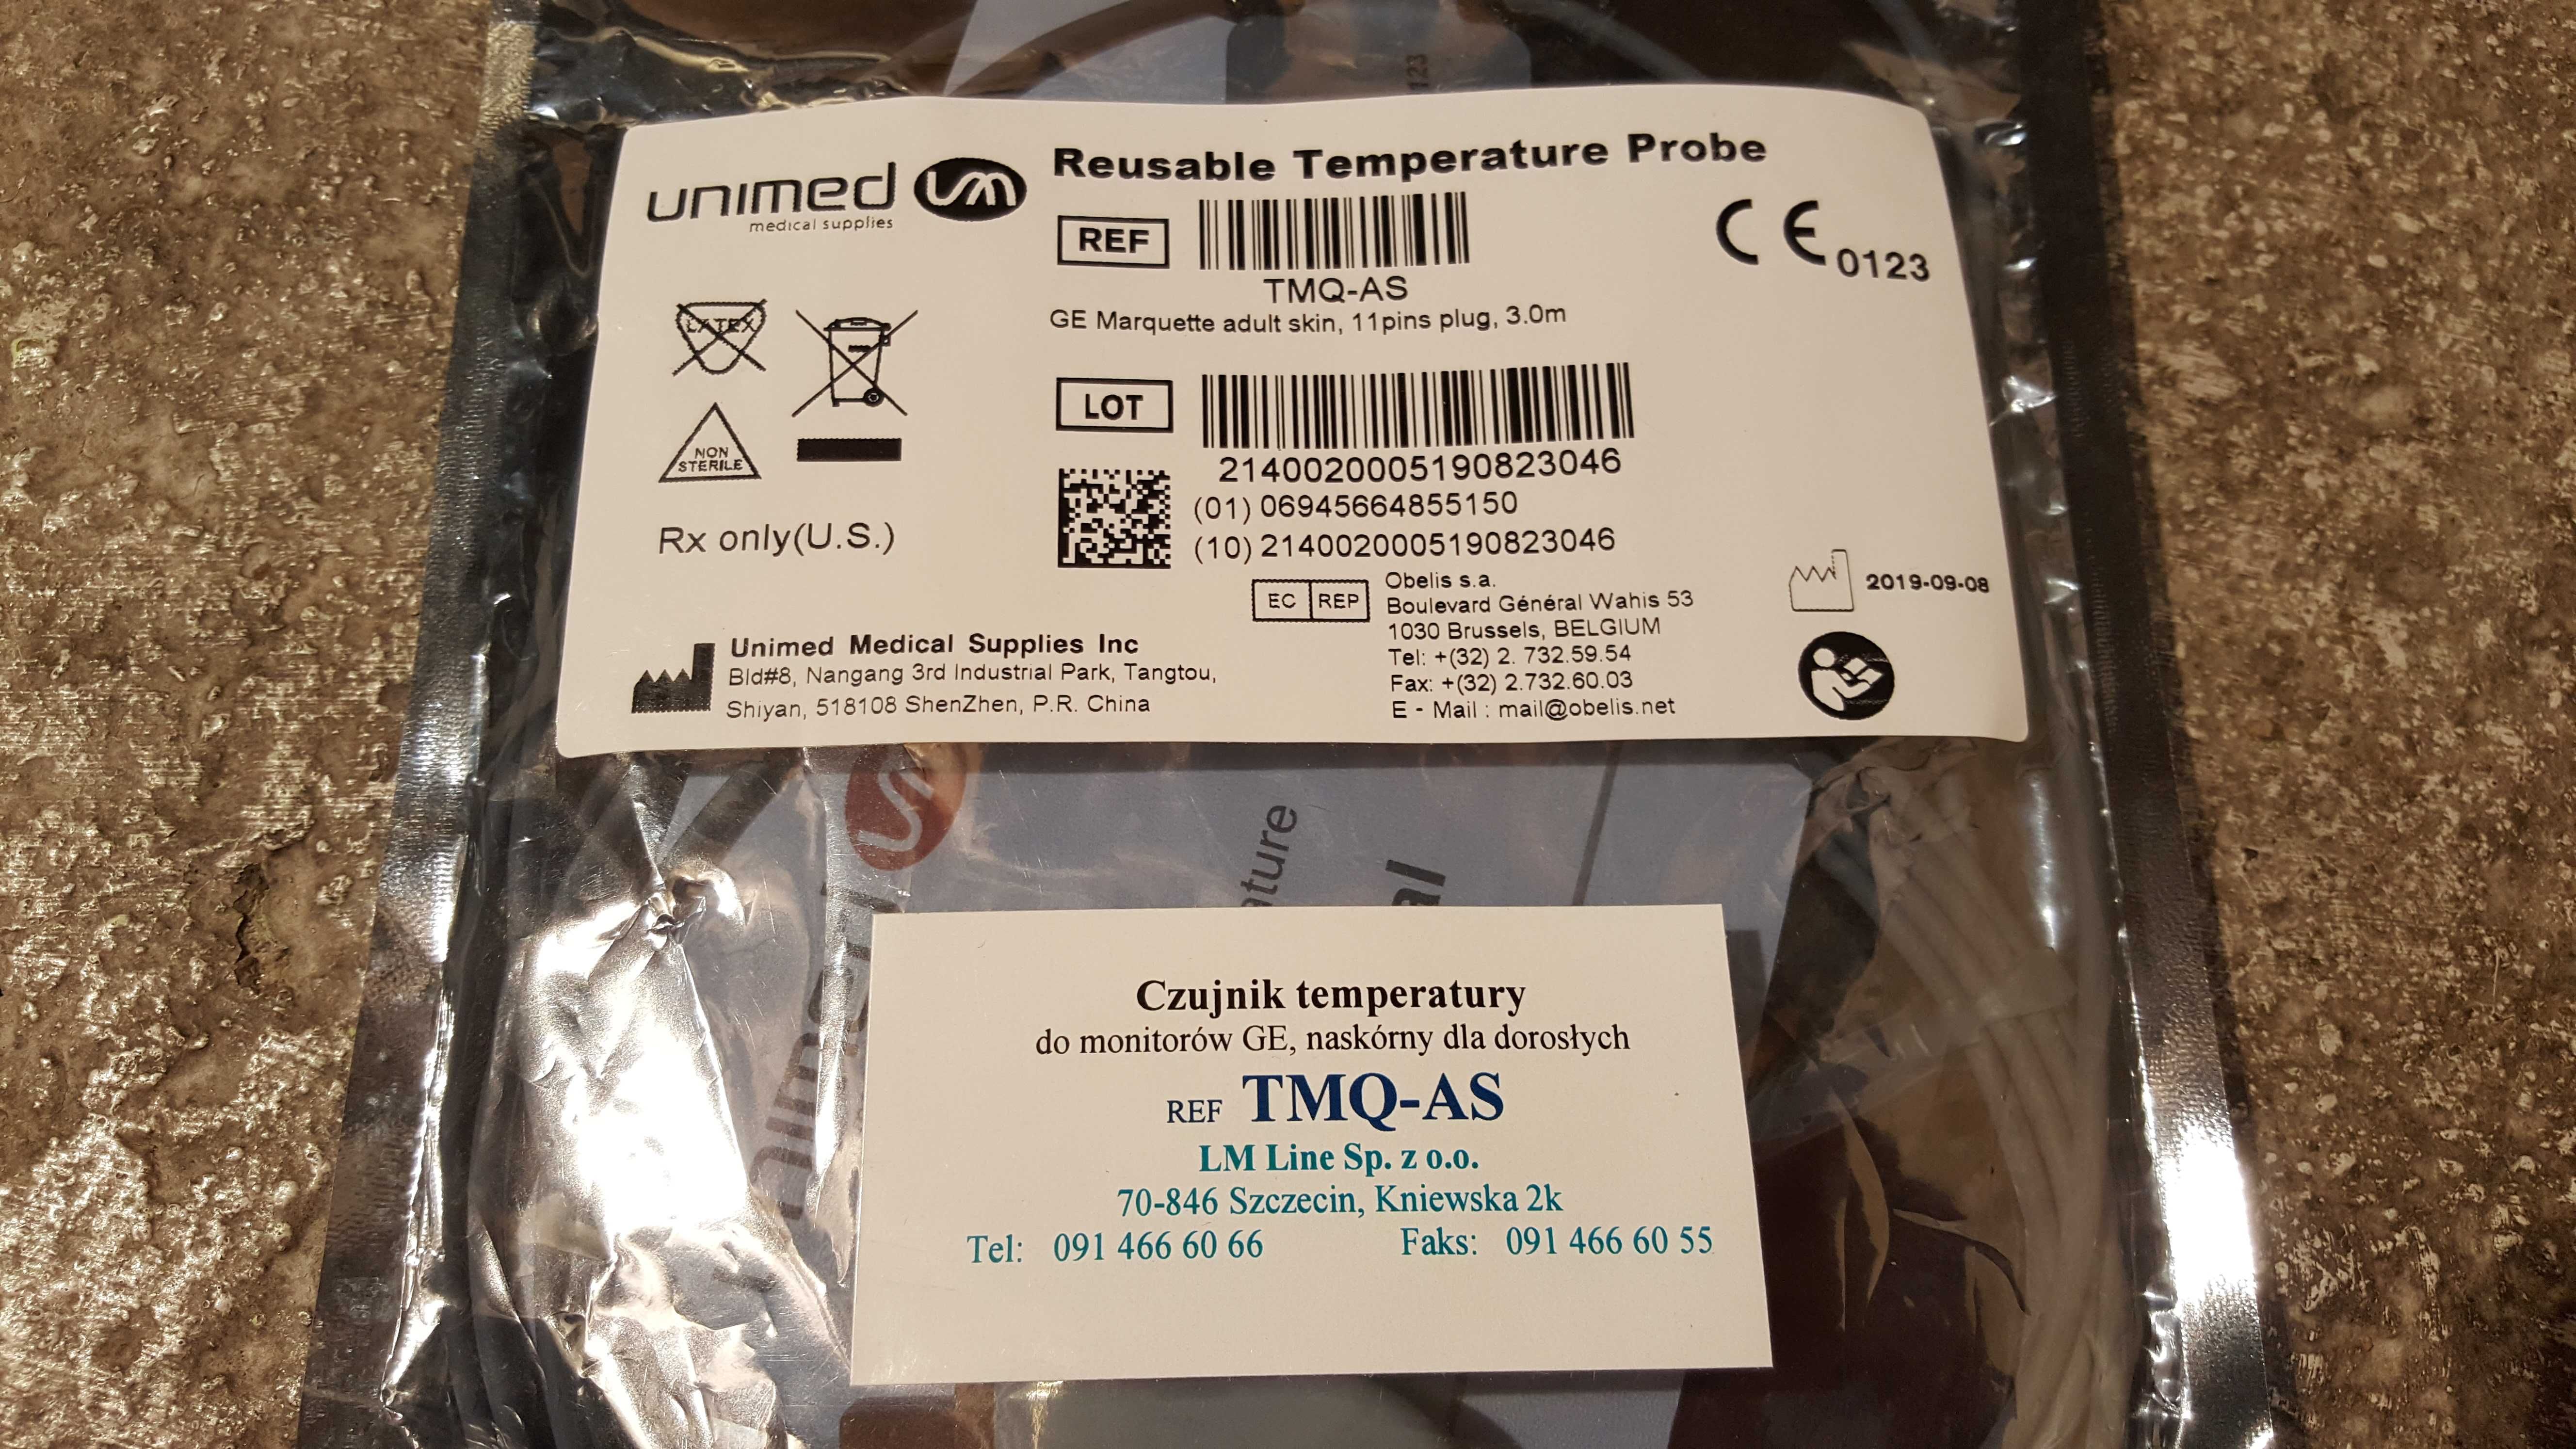 123
unimed UM
medical supplies
Reusable Temperature Probe
REF
TMQ-AS
GE Marquette adult skin, 11pins plug, 3.0m
CE 0123
LATEX
NON
STERILE
LOT
2140020005190823046
(01) 06945664855150
(10) 2140020005190823046
Rx only(U.S.)
EC REP
Obelis s.a.
Boulevard Général Wahis 53
1030 Brussels, BELGIUM
Tel: +(32) 2. 732.59.54
Fax: +(32) 2.732.60.03
E - Mail : mail@obelis.net
2019-09-08
Unimed Medical Supplies Inc
Bld#8, Nangang 3rd Industrial Park, Tangtou,
Shiyan, 518108 ShenZhen, P.R. China
unimed
Czujnik temperatury
do monitorów GE, naskórny dla dorosłych
REF TMQ-AS
LM Line Sp. z o.o.
70-846 Szczecin, Kniewska 2k
Tel: 091 466 60 66 Faks: 091 466 60 55